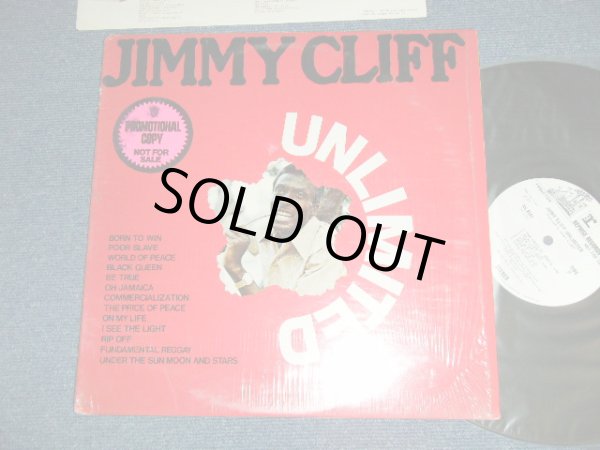 JIMMY CLIFF
PROMOTIONAL
COPY
NOT FOR
SALE
UNLIMITED
SOLD OUT
BORN TO WIN
POOR SLAVE
WORLD OF PEACE
BLACK QUEEN
BE TRUE
OH JAMAICA
COMMERCIALIZATION
THE PRICE OF PEACE
ON MY LIFE
I SEE THE LIGHT
RIP OFF
FUNDAMENTAL REGGAY
UNDER THE SUN MOON AND STARS